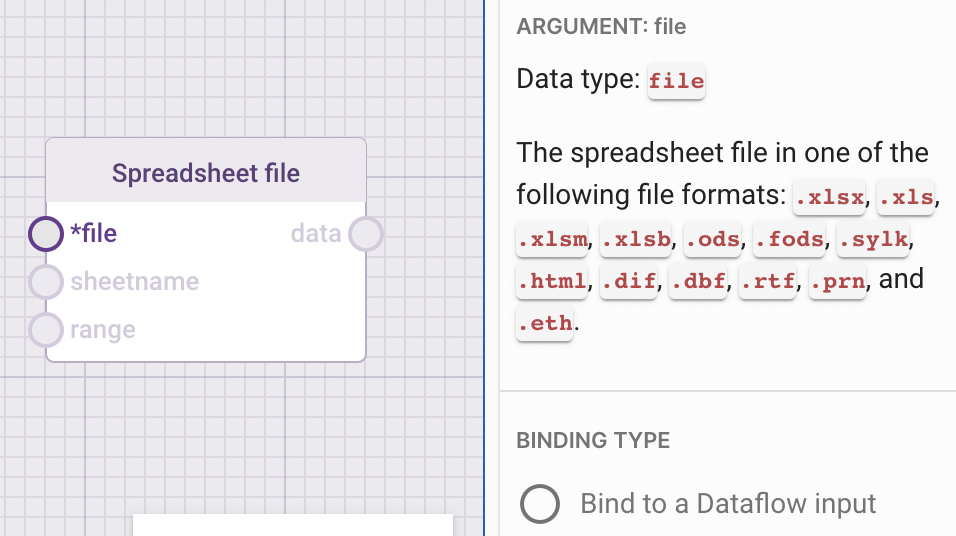 Spreadsheet file
*file
data
sheetname
range
ARGUMENT: file
Data type: file
The spreadsheet file in one of the
following file formats: .xlsx, .xls,
.xlsm, .xlsb, .ods, .fods, .sylk,
.html, .dif, .dbf, .rtf, .prn, and
.eth.
BINDING TYPE
Bind to a Dataflow input